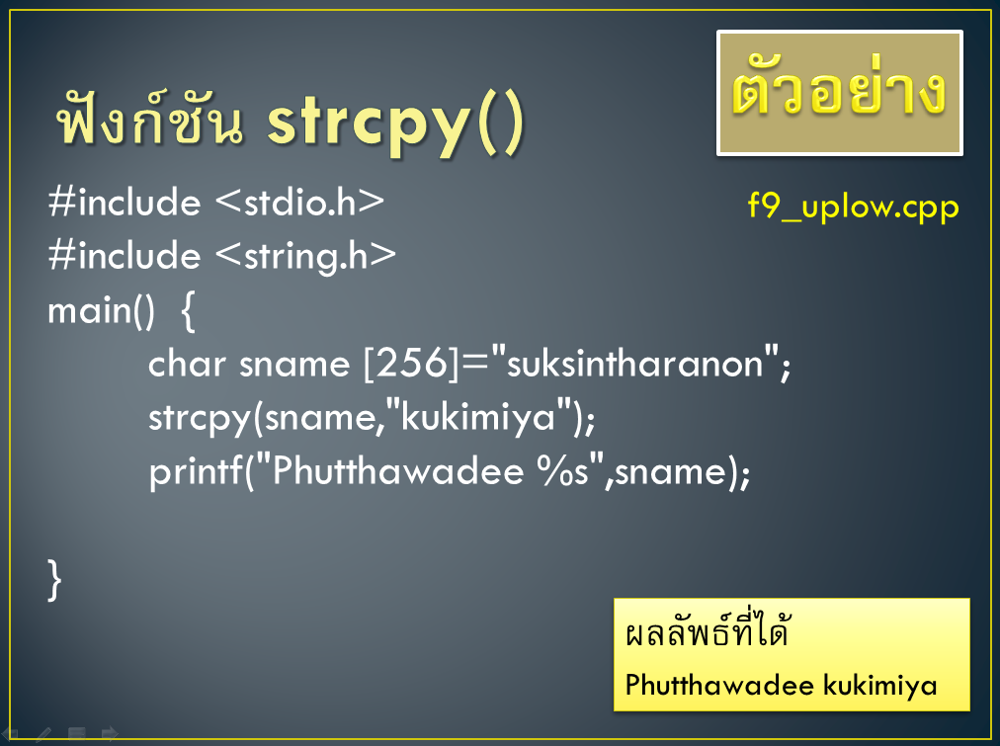 ตัวอย่าง
ฟังก์ชัน strcpy()
f9_uplow.cpp
#include <stdio.h>
#include <string.h>
main()  {
char sname [256]="suksintharanon";
strcpy(sname,"kukimiya");
printf("Phutthawadee %s",sname);
}
ผลลัพธ์ที่ได้
Phutthawadee kukimiya